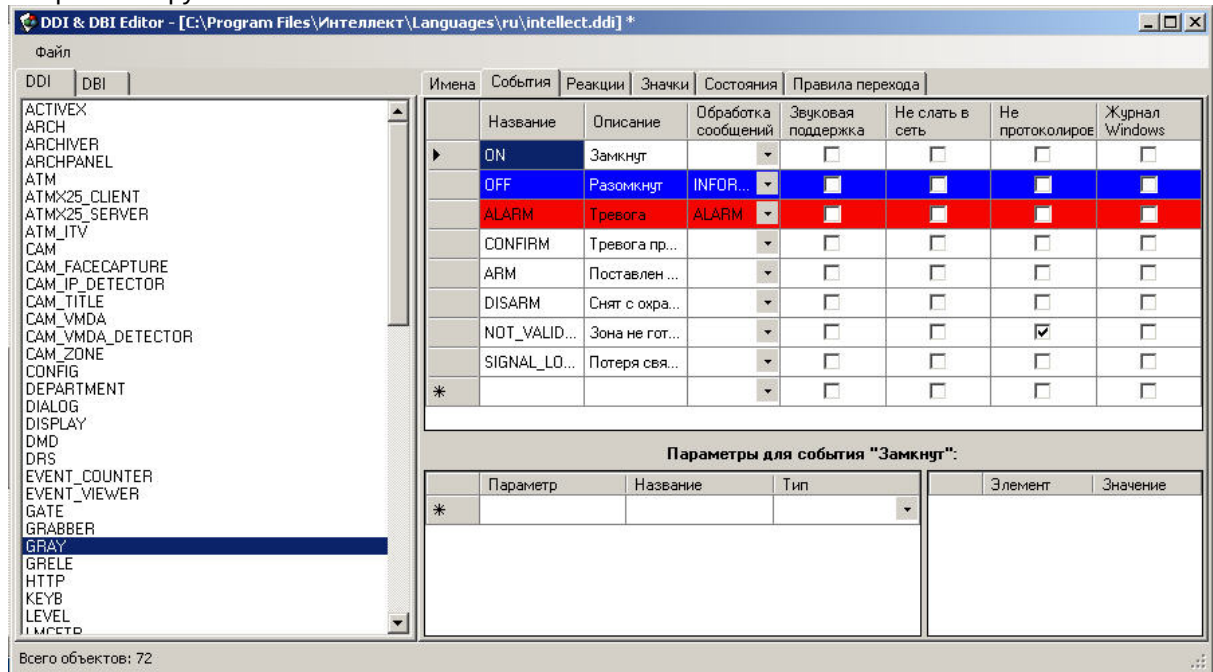 DDI & DBI Editor - [C:\Program Files\Интеллект\Languages\ru\intellect.ddi] *
Файл
DDI DBI
ACTIVEX
ARCH
ARCHIVER
ARCHPANEL
ATM
ATMX25_CLIENT
ATMX25_SERVER
ATM_ITV
CAM
CAM_FACECAPTURE
CAM_IP_DETECTOR
CAM_TITLE
CAM_VMDA
CAM_VMDA_DETECTOR
CAM_ZONE
CONFIG
DEPARTMENT
DIALOG
DISPLAY
DMD
DRS
EVENT_COUNTER
EVENT_VIEWER
GATE
GRABBER
GRAY
GRELE
HTTP
KEYB
LEVEL
Имена События Реакции Значки Состояния Правила перехода
Название Описание Обработка сообщений Звуковая поддержка Не слать в сеть Не протоколиров Журнал Windows
ON Замкнут
OFF Разомкнут INFOR...
ALARM Тревога ALARM
CONFIRM Тревога пр...
ARM Поставлен ...
DISARM Снят с охра...
NOT_VALID... Зона не гот...
SIGNAL_LO... Потеря свя...
*
Параметры для события "Замкнут":
Параметр Название Тип
*
Элемент Значение
Всего объектов: 72